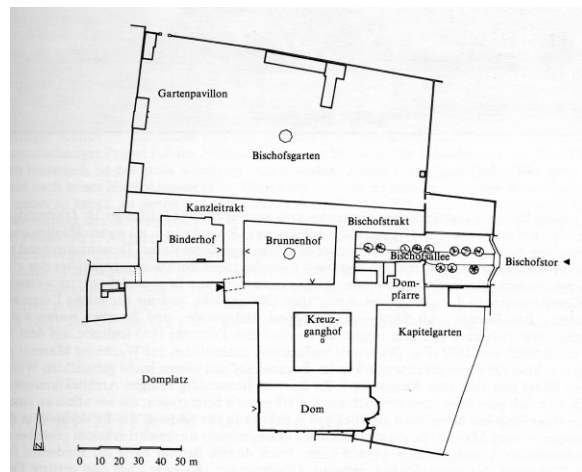 Gartenpavillon
Bischofsgarten
Kanzleitrakt
Bischofstrakt
Binderhof
Brunnenhof
Bischofsallee
Bischofstor
Dom-
pfarre
Kreuz-
ganghof
Kapitelgarten
Domplatz
Dom
0 10 20 30 40 50 m